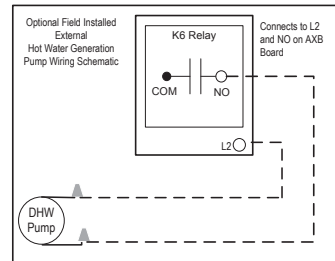 Optional Field Installed
External
Hot Water Generation
Pump Wiring Schematic
K6 Relay
COM
NO
L2
Connects to L2
and NO on AXB
Board
DHW
Pump